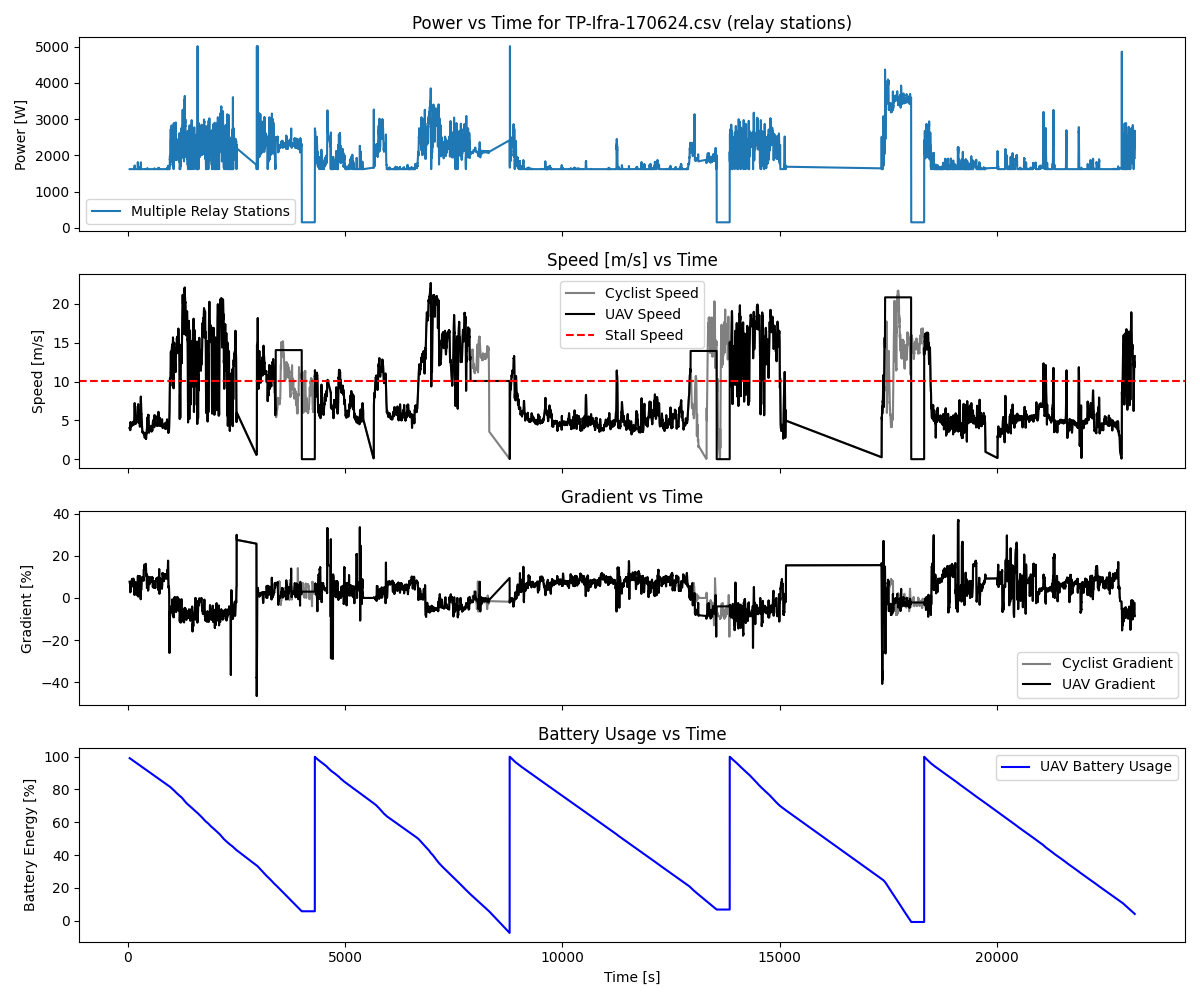 Power vs Time for TP-Ifra-170624.csv (relay stations)
5000
4000
3000
2000
1000
0
Power [W]
Multiple Relay Stations
Speed [m/s] vs Time
20
15
10
5
0
Speed [m/s]
Cyclist Speed
UAV Speed
Stall Speed
Gradient vs Time
40
20
0
−20
−40
Gradient [%]
Cyclist Gradient
UAV Gradient
Battery Usage vs Time
100
80
60
40
20
0
Battery Energy [%]
UAV Battery Usage
0 5000 10000 15000 20000
Time [s]